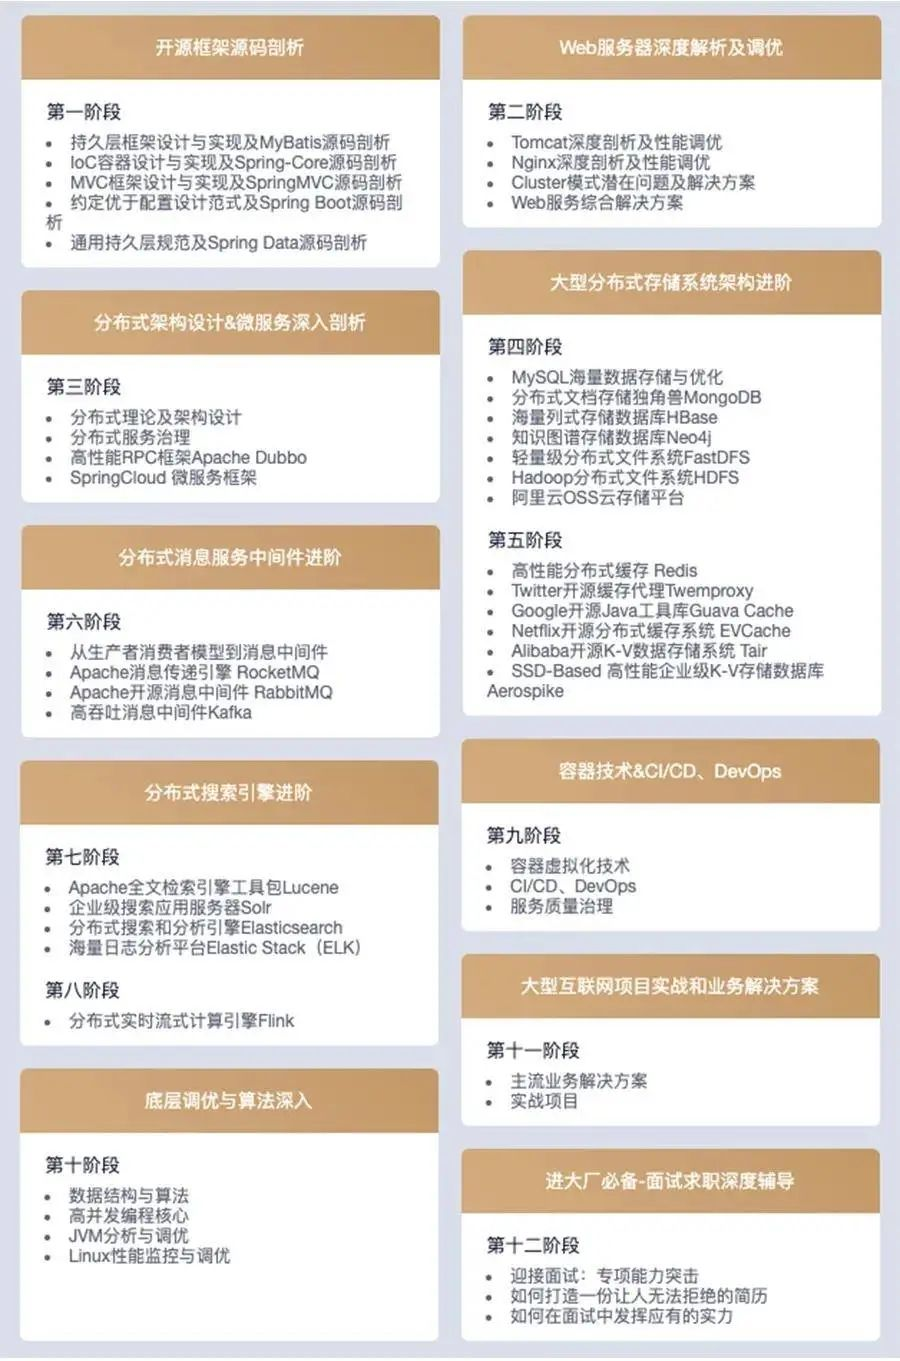 开源框架源码剖析
第一阶段
• 持久层框架设计与实现及MyBatis源码剖析
• IoC容器设计与实现及Spring-Core源码剖析
• MVC框架设计与实现及SpringMVC源码剖析
• 约定优于配置设计范式及Spring Boot源码剖
析
• 通用持久层规范及Spring Data源码剖析
Web服务器深度解析及调优
第二阶段
• Tomcat深度剖析及性能调优
• Nginx深度剖析及性能调优
• Cluster模式潜在问题及解决方案
• Web服务综合解决方案
分布式架构设计&微服务深入剖析
第三阶段
• 分布式理论及架构设计
• 分布式服务治理
• 高性能RPC框架Apache Dubbo
• SpringCloud 微服务框架
大型分布式存储系统架构进阶
第四阶段
• MySQL海量数据存储与优化
• 分布式文档存储独角兽MongoDB
• 海量列式存储数据库HBase
• 知识图谱存储数据库Neo4j
• 轻量级分布式文件系统FastDFS
• Hadoop分布式文件系统HDFS
• 阿里云OSS云存储平台
第五阶段
• 高性能分布式缓存 Redis
• Twitter开源缓存代理Twemproxy
• Google开源Java工具库Guava Cache
• Netflix开源分布式缓存系统 EVCache
• Alibaba开源K-V数据存储系统 Tair
• SSD-Based 高性能企业级K-V存储数据库
Aerospike
分布式消息服务中间件进阶
第六阶段
• 从生产者消费者模型到消息中间件
• Apache消息传递引擎 RocketMQ
• Apache开源消息中间件 RabbitMQ
• 高吞吐消息中间件Kafka
分布式搜索引擎进阶
第七阶段
• Apache全文检索引擎工具包Lucene
• 企业级搜索应用服务器Solr
• 分布式搜索和分析引擎Elasticsearch
• 海量日志分析平台Elastic Stack（ELK）
第八阶段
• 分布式实时流式计算引擎Flink
容器技术&CI/CD、DevOps
第九阶段
• 容器虚拟化技术
• CI/CD、DevOps
• 服务质量治理
底层调优与算法深入
第十阶段
• 数据结构与算法
• 高并发编程核心
• JVM分析与调优
• Linux性能监控与调优
大型互联网项目实战和业务解决方案
第十一阶段
• 主流业务解决方案
• 实战项目
进大厂必备-面试求职深度辅导
第十二阶段
• 迎接面试：专项能力突击
• 如何打造一份让人无法拒绝的简历
• 如何在面试中发挥应有的实力